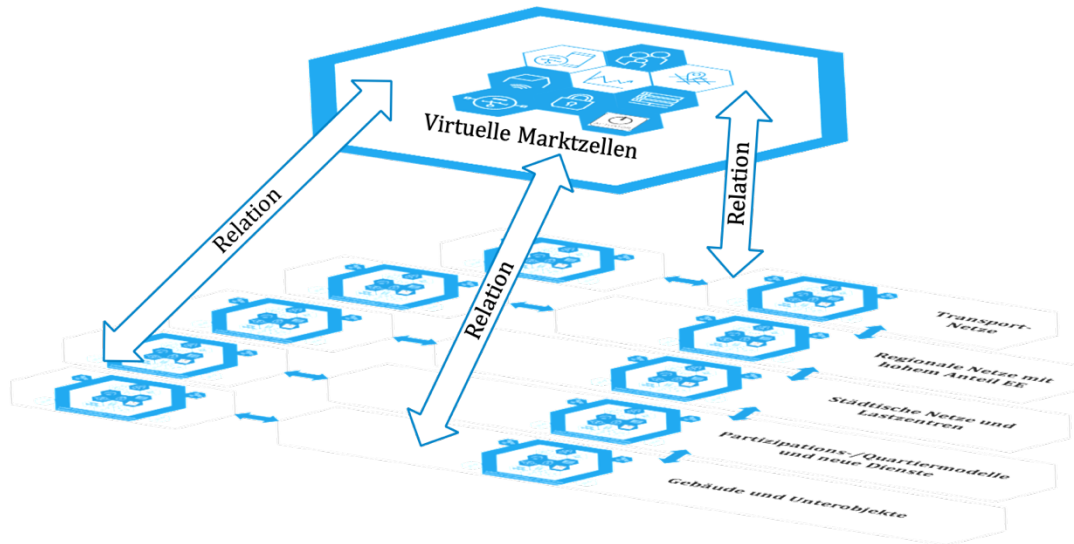 Virtuelle Marktzellen
Relation
Relation
Relation
Transport-
Netze
Regionale Netze mit
hohem Anteil EE
Städtische Netze und
Lastzentren
Partizipations-/Quartiermodelle
und neue Dienste
Gebäude und Unterobjekte